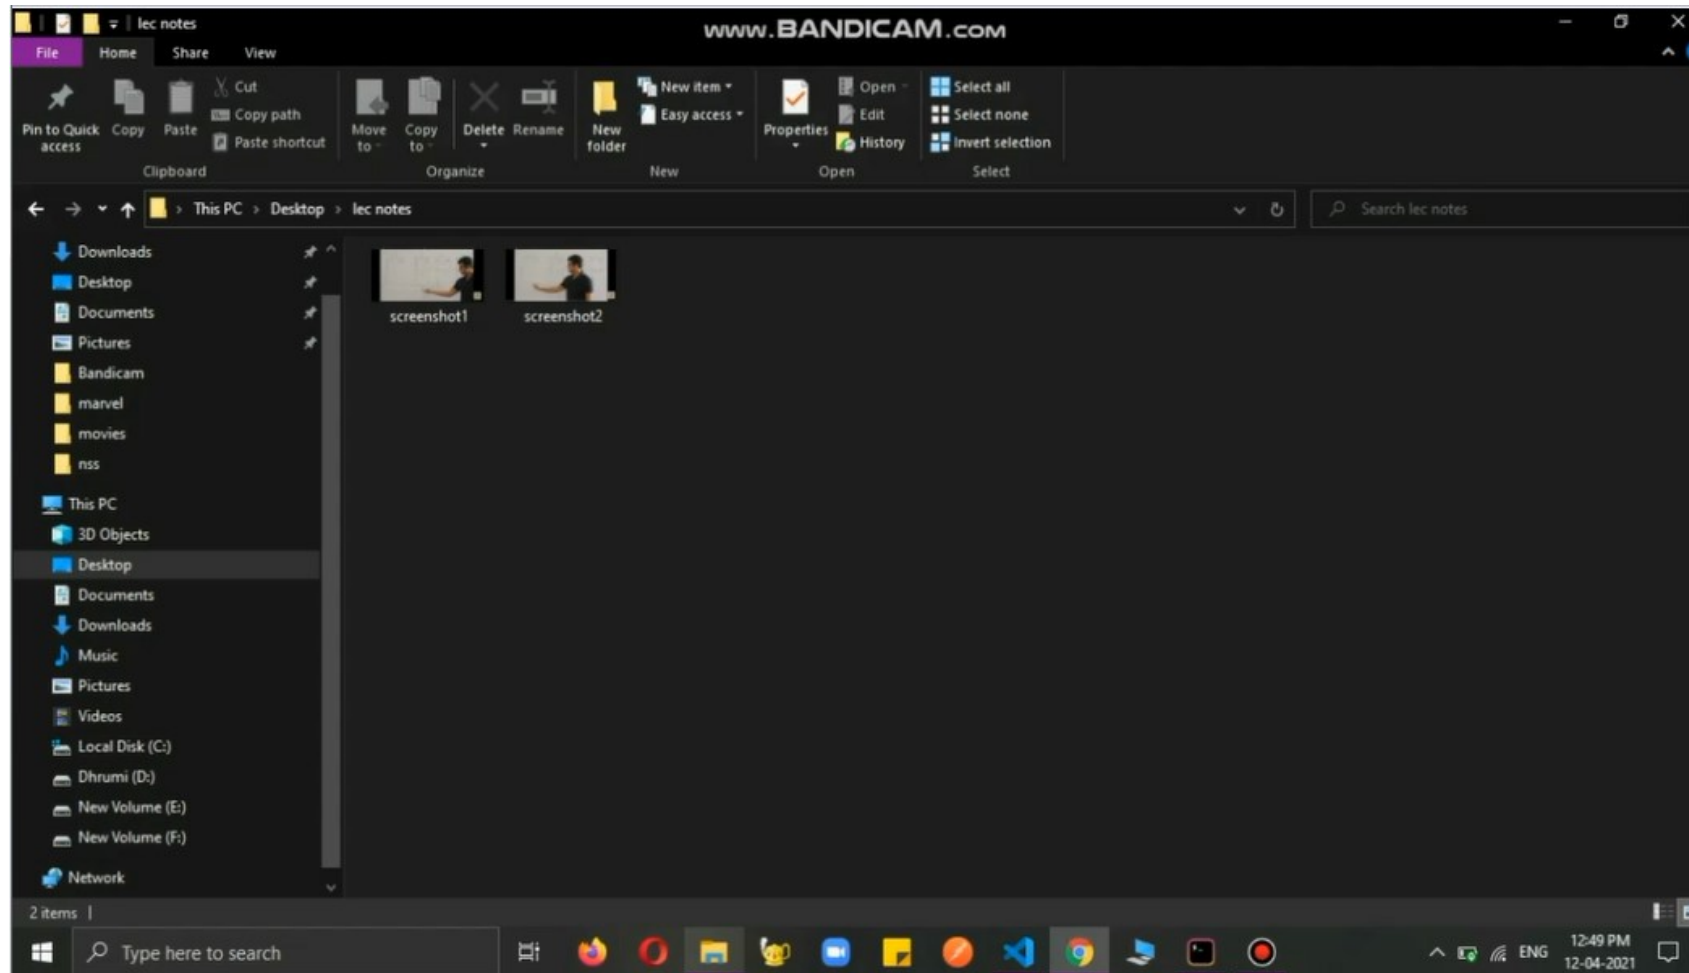 lec notes
www.BANDICAM.COM
File Home Share View
Pin to Quick access
Copy
Paste
Cut
Copy path
Paste shortcut
Move to
Copy to
Delete
Rename
New folder
New item
Easy access
Properties
Open
Edit
History
Select all
Select none
Invert selection
Clipboard Organize New Open Select
This PC > Desktop > lec notes
Search lec notes
Downloads
Desktop
Documents
Pictures
Bandicam
marvel
movies
nss
This PC
3D Objects
Desktop
Documents
Downloads
Music
Pictures
Videos
Local Disk (C:)
Dhrumi (D:)
New Volume (E:)
New Volume (F:)
Network
screenshot1 screenshot2
2 items
Type here to search
ENG
12:49 PM
12-04-2021